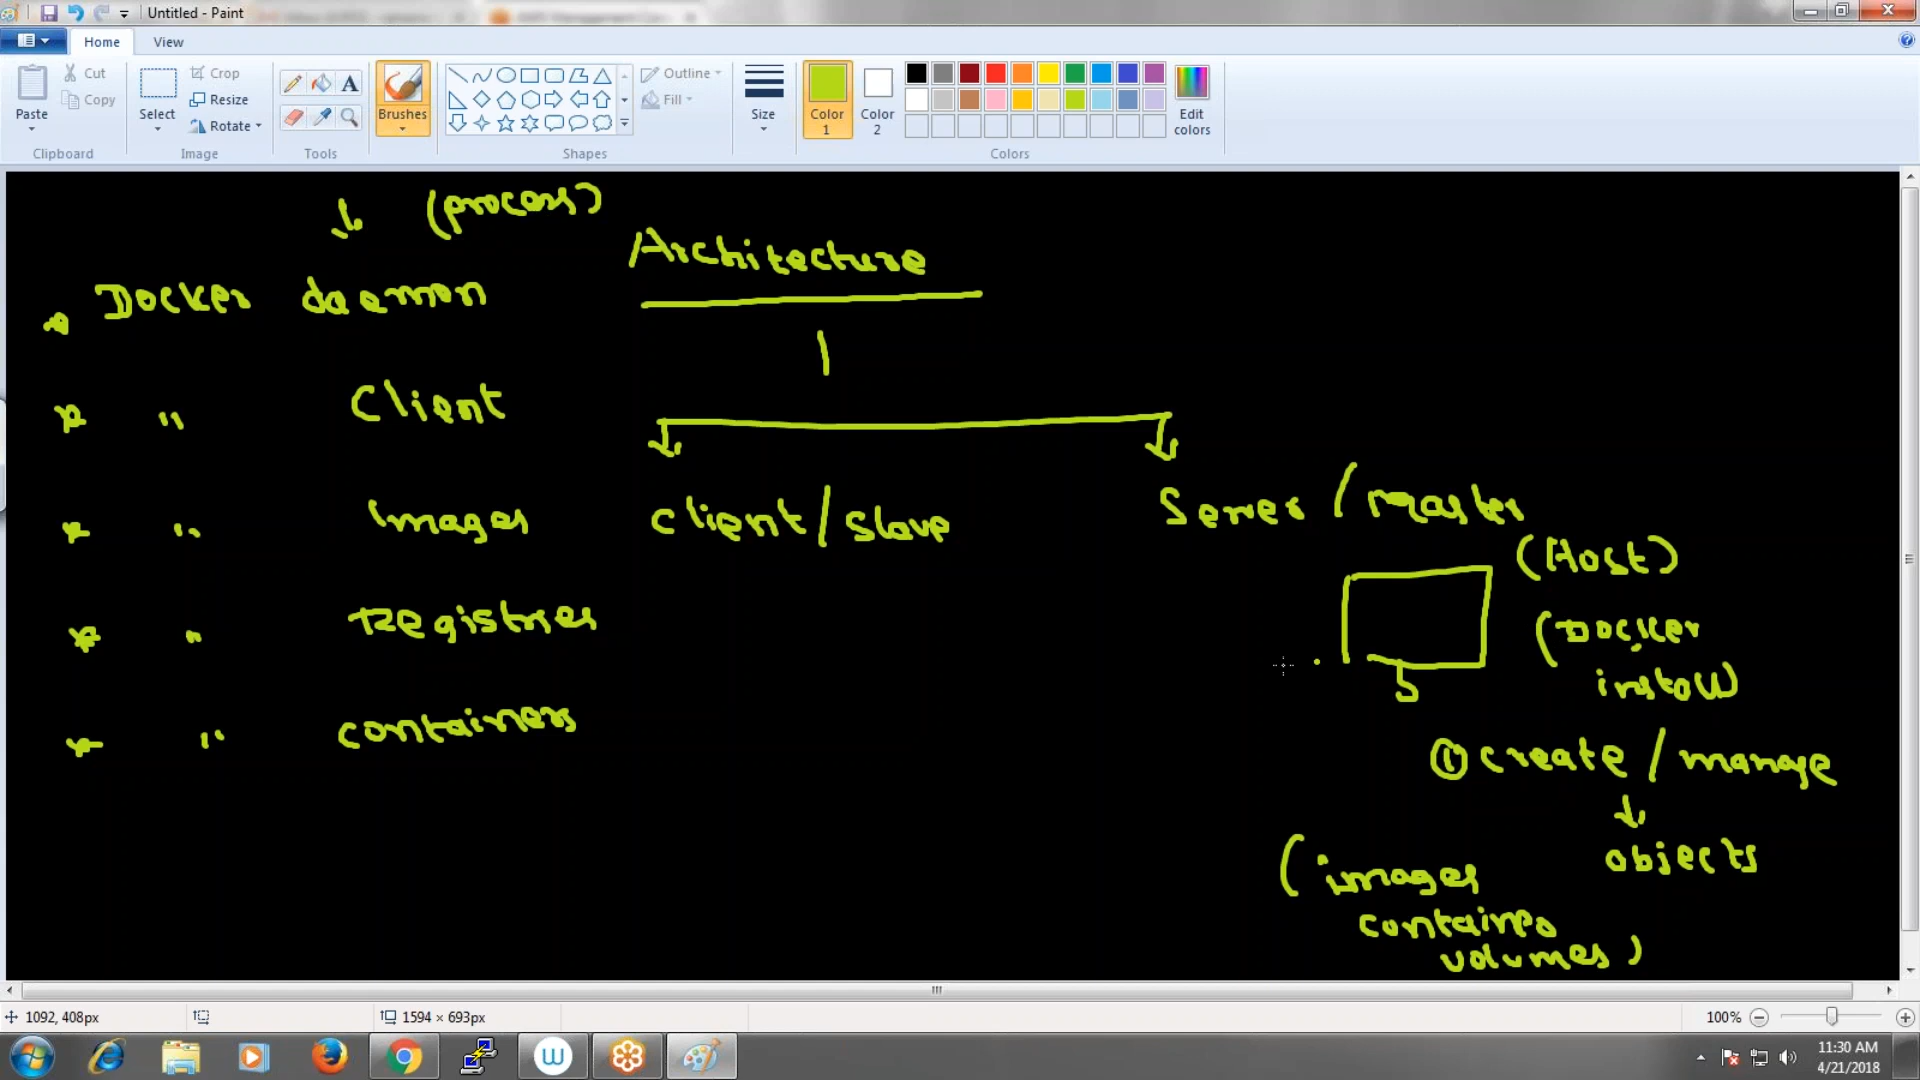 Untitled - Paint
Home View
Cut
Copy
Paste
Clipboard
Select
Crop
Resize
Rotate
Image
Tools
Brushes
Outline
Fill
Shapes
Size
Color 1
Color 2
Edit colors
Colors
(process)
Architecture
Docker daemon
" Client
" Images
client/slave
Server / master
(Host)
" Registries
(Docker
install)
" containers
① create / manage
objects
(images
containers
volumes)
1092, 408px
1594 × 693px
100%
11:30 AM
4/21/2018